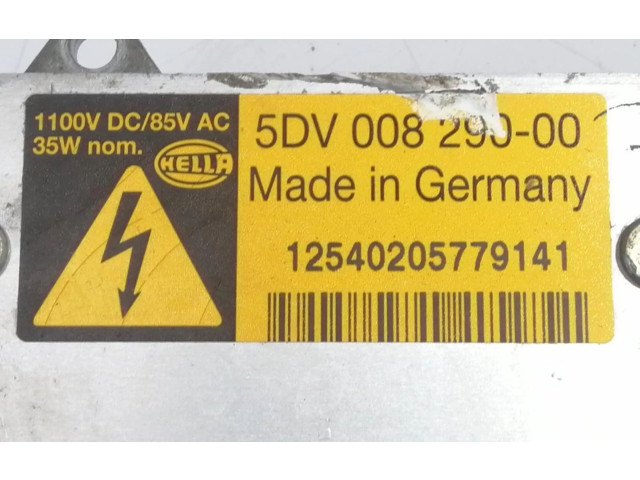 1100V DC/85V AC
35W nom.
HELLA
5DV 008 290-00
Made in Germany
12540205779141